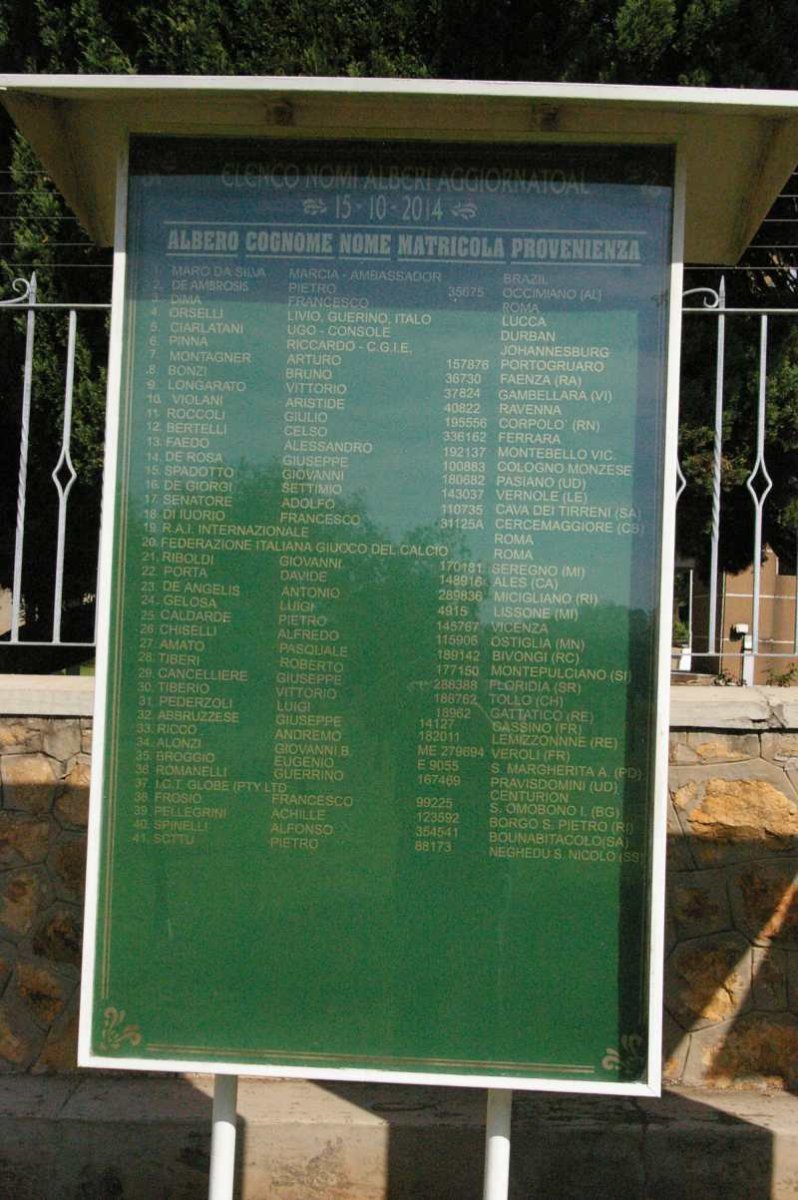 ELENCO NOMI ALBERI AGGIORNATOAL
15-10-2014
ALBERO COGNOME NOME MATRICOLA PROVENIENZA
1. MARO DA SILVA MARCIA - AMBASSADOR BRAZIL
2. DE AMBROSIS PIETRO 35675 OCCIMIANO (AL)
3. DIMA FRANCESCO ROMA
4. ORSELLI LIVIO, GUERINO, ITALO LUCCA
5. CIARLATANI UGO - CONSOLE DURBAN
6. PINNA RICCARDO - C.G.I.E. JOHANNESBURG
7. MONTAGNER ARTURO 157876 PORTOGRUARO
8. BONZI BRUNO 36730 FAENZA (RA)
9. LONGARATO VITTORIO 37624 GAMBELLARA (VI)
10. VIOLANI ARISTIDE 40822 RAVENNA
11. ROCCOLI GIULIO 195556 CORPOLO' (RN)
12. BERTELLI CELSO 336162 FERRARA
13. FAEDO ALESSANDRO 192137 MONTEBELLO VIC.
14. DE ROSA GIUSEPPE 100883 COLOGNO MONZESE
15. SPADOTTO GIOVANNI 180682 PASIANO (UD)
16. DE GIORGI SETTIMIO 143037 VERNOLE (LE)
17. SENATORE ADOLFO 110735 CAVA DEI TIRRENI (SA)
18. DI IUORIO FRANCESCO 31125A CERCEMAGGIORE (CB)
19. R.A.I. INTERNAZIONALE ROMA
20. FEDERAZIONE ITALIANA GIUOCO DEL CALCIO ROMA
21. RIBOLDI GIOVANNI 170181 SEREGNO (MI)
22. PORTA DAVIDE 148916 ALES (CA)
23. DE ANGELIS ANTONIO 289836 MICIGLIANO (RI)
24. GELOSA LUIGI 4915 LISSONE (MI)
25. CALDARDE PIETRO 145767 VICENZA
26. CHISELLI ALFREDO 115906 OSTIGLIA (MN)
27. AMATO PASQUALE 189142 BIVONGI (RC)
28. TIBERI ROBERTO 177150 MONTEPULCIANO (SI)
29. CANCELLIERE GIUSEPPE 286388 FLORIDIA (SR)
30. TIBERIO VITTORIO 186762 TOLLO (CH)
31. PEDERZOLI LUIGI 18962 GATTATICO (RE)
32. ABBRUZZESE GIUSEPPE 14127 GASSINO (FR)
33. RICCO ANDREMO 182011 LEMIZZONNNE (RE)
34. ALONZI GIOVANNI B. ME 279694 VEROLI (FR)
35. BROGGIO EUGENIO E 9055 S. MARGHERITA A. (PD)
36. ROMANELLI GUERRINO 167469 PRAVISDOMINI (UD)
37. I.C.T. GLOBE (PTY LTD CENTURION
38. FROSIO FRANCESCO 99225 S. OMOBONO I. (BG)
39. PELLEGRINI ACHILLE 123592 BORGO S. PIETRO (RI)
40. SPINELLI ALFONSO 354541 BOUNABITACOLO(SA)
41. SCTTU PIETRO 88173 NEGHEDU S. NICOLO (SS)